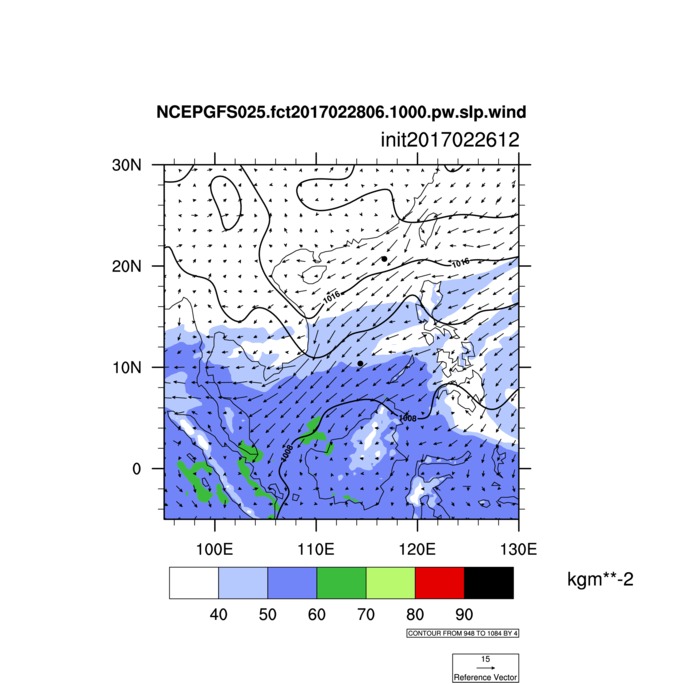 NCEPGFS025.fct2017022806.1000.pw.slp.wind
init2017022612
30N
20N
10N
0
1016
1016
1008
1008
100E 110E 120E 130E
kgm**-2
40 50 60 70 80 90
CONTOUR FROM 948 TO 1084 BY 4
15
Reference Vector